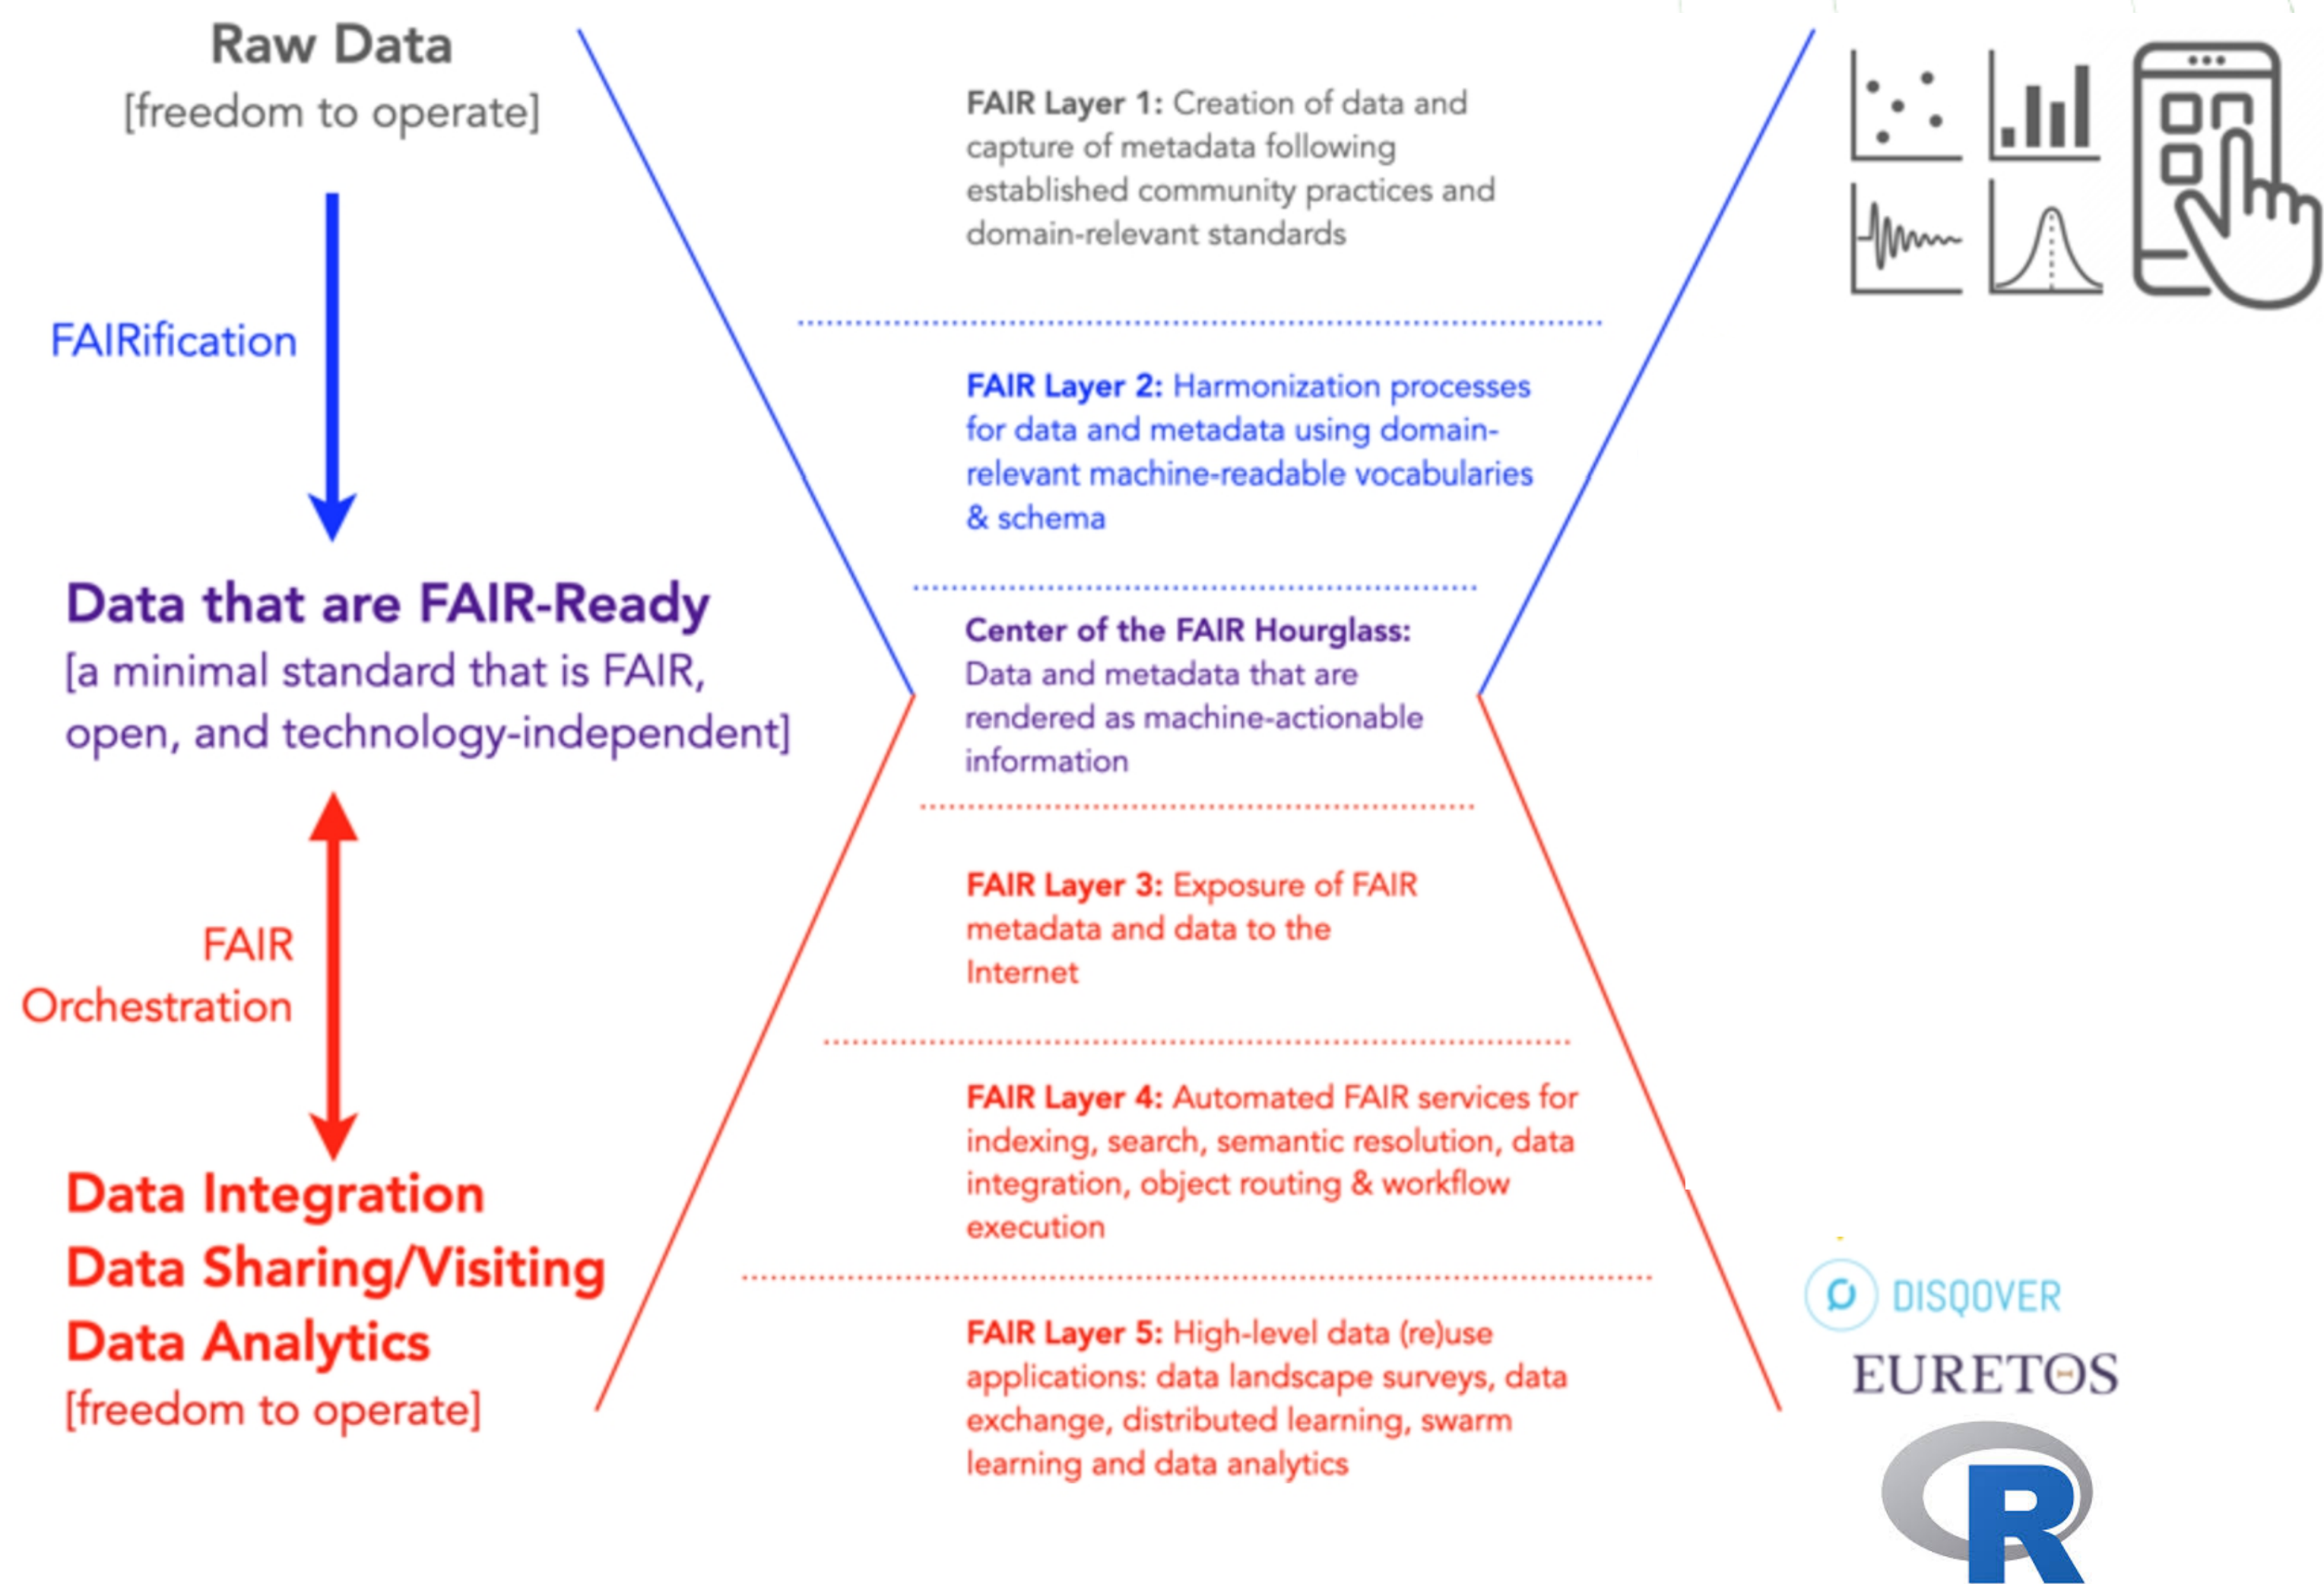 Raw Data
[freedom to operate]
FAIRification
Data that are FAIR-Ready
[a minimal standard that is FAIR,
open, and technology-independent]
FAIR
Orchestration
Data Integration
Data Sharing/Visiting
Data Analytics
[freedom to operate]
FAIR Layer 1: Creation of data and
capture of metadata following
established community practices and
domain-relevant standards
FAIR Layer 2: Harmonization processes
for data and metadata using domain-
relevant machine-readable vocabularies
& schema
Center of the FAIR Hourglass:
Data and metadata that are
rendered as machine-actionable
information
FAIR Layer 3: Exposure of FAIR
metadata and data to the
Internet
FAIR Layer 4: Automated FAIR services for
indexing, search, semantic resolution, data
integration, object routing & workflow
execution
FAIR Layer 5: High-level data (re)use
applications: data landscape surveys, data
exchange, distributed learning, swarm
learning and data analytics
DISQOVER
EURETOS
R